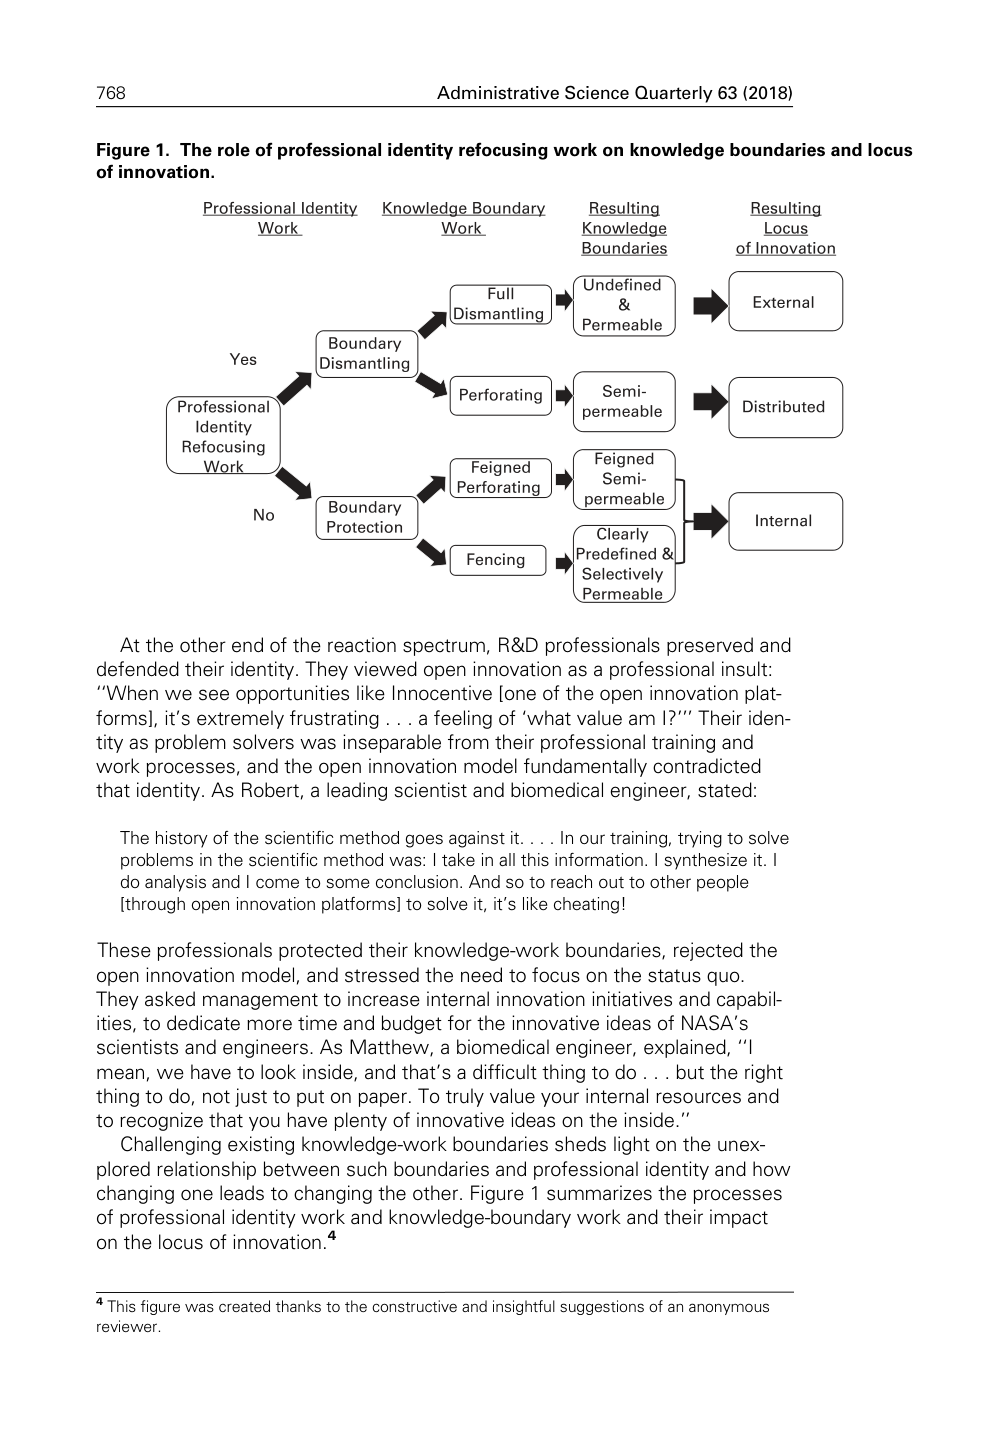 768
Administrative Science Quarterly 63 (2018)
Figure 1. The role of professional identity refocusing work on knowledge boundaries and locus
of innovation.
Professional Identity
Work
Knowledge Boundary
Work
Resulting
Knowledge
Boundaries
Resulting
Locus
of Innovation
Yes
No
Professional
Identity
Refocusing
Work
Boundary
Dismantling
Boundary
Protection
Full
Dismantling
Perforating
Feigned
Perforating
Fencing
Undefined
&
Permeable
Semi-
permeable
Feigned
Semi-
permeable
Clearly
Predefined &
Selectively
Permeable
External
Distributed
Internal
At the other end of the reaction spectrum, R&D professionals preserved and
defended their identity. They viewed open innovation as a professional insult:
‘‘When we see opportunities like Innocentive [one of the open innovation plat-
forms], it’s extremely frustrating . . . a feeling of ‘what value am I?’’’ Their iden-
tity as problem solvers was inseparable from their professional training and
work processes, and the open innovation model fundamentally contradicted
that identity. As Robert, a leading scientist and biomedical engineer, stated:
The history of the scientific method goes against it. . . . In our training, trying to solve
problems in the scientific method was: I take in all this information. I synthesize it. I
do analysis and I come to some conclusion. And so to reach out to other people
[through open innovation platforms] to solve it, it’s like cheating!
These professionals protected their knowledge-work boundaries, rejected the
open innovation model, and stressed the need to focus on the status quo.
They asked management to increase internal innovation initiatives and capabil-
ities, to dedicate more time and budget for the innovative ideas of NASA’s
scientists and engineers. As Matthew, a biomedical engineer, explained, ‘‘I
mean, we have to look inside, and that’s a difficult thing to do . . . but the right
thing to do, not just to put on paper. To truly value your internal resources and
to recognize that you have plenty of innovative ideas on the inside.’’
Challenging existing knowledge-work boundaries sheds light on the unex-
plored relationship between such boundaries and professional identity and how
changing one leads to changing the other. Figure 1 summarizes the processes
of professional identity work and knowledge-boundary work and their impact
on the locus of innovation.4
4 This figure was created thanks to the constructive and insightful suggestions of an anonymous
reviewer.